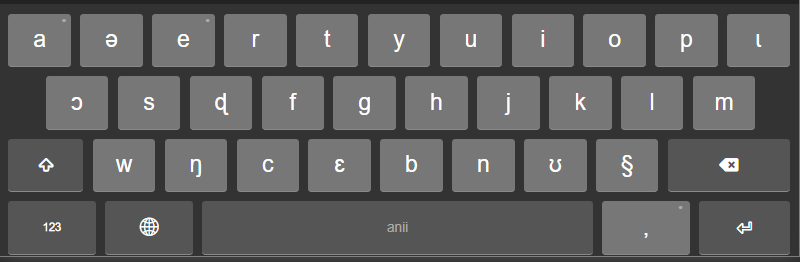 a ə e r t y u i o p ɩ
ɔ s ɖ f g h j k l m
w ŋ c ɛ b n ʊ §
123 anii ,